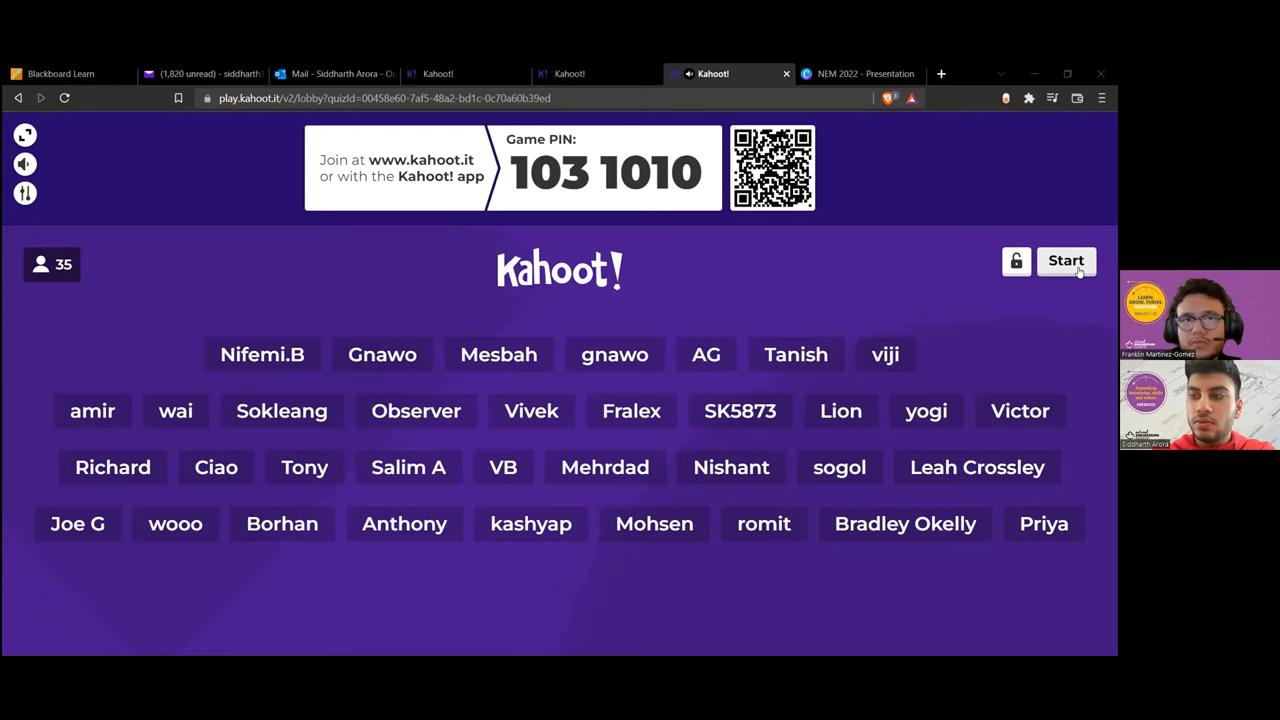 Blackboard Learn
(1,820 unread) - siddharth
Mail - Siddharth Arora - O
Kahoot!
Kahoot!
Kahoot!
NEM 2022 - Presentation
play.kahoot.it/v2/lobby?quizId=00458e60-7af5-48a2-bd1c-0c70a60b39ed
Join at www.kahoot.it
or with the Kahoot! app
Game PIN:
103 1010
35
Kahoot!
Start
Nifemi.B Gnawo Mesbah gnawo AG Tanish viji
amir wai Sokleang Observer Vivek Fralex SK5873 Lion yogi Victor
Richard Ciao Tony Salim A VB Mehrdad Nishant sogol Leah Crossley
Joe G wooo Borhan Anthony kashyap Mohsen romit Bradley Okelly Priya
LEARN.
GROW. THRIVE.
Franklin Martinez-Gomez
Siddharth Arora